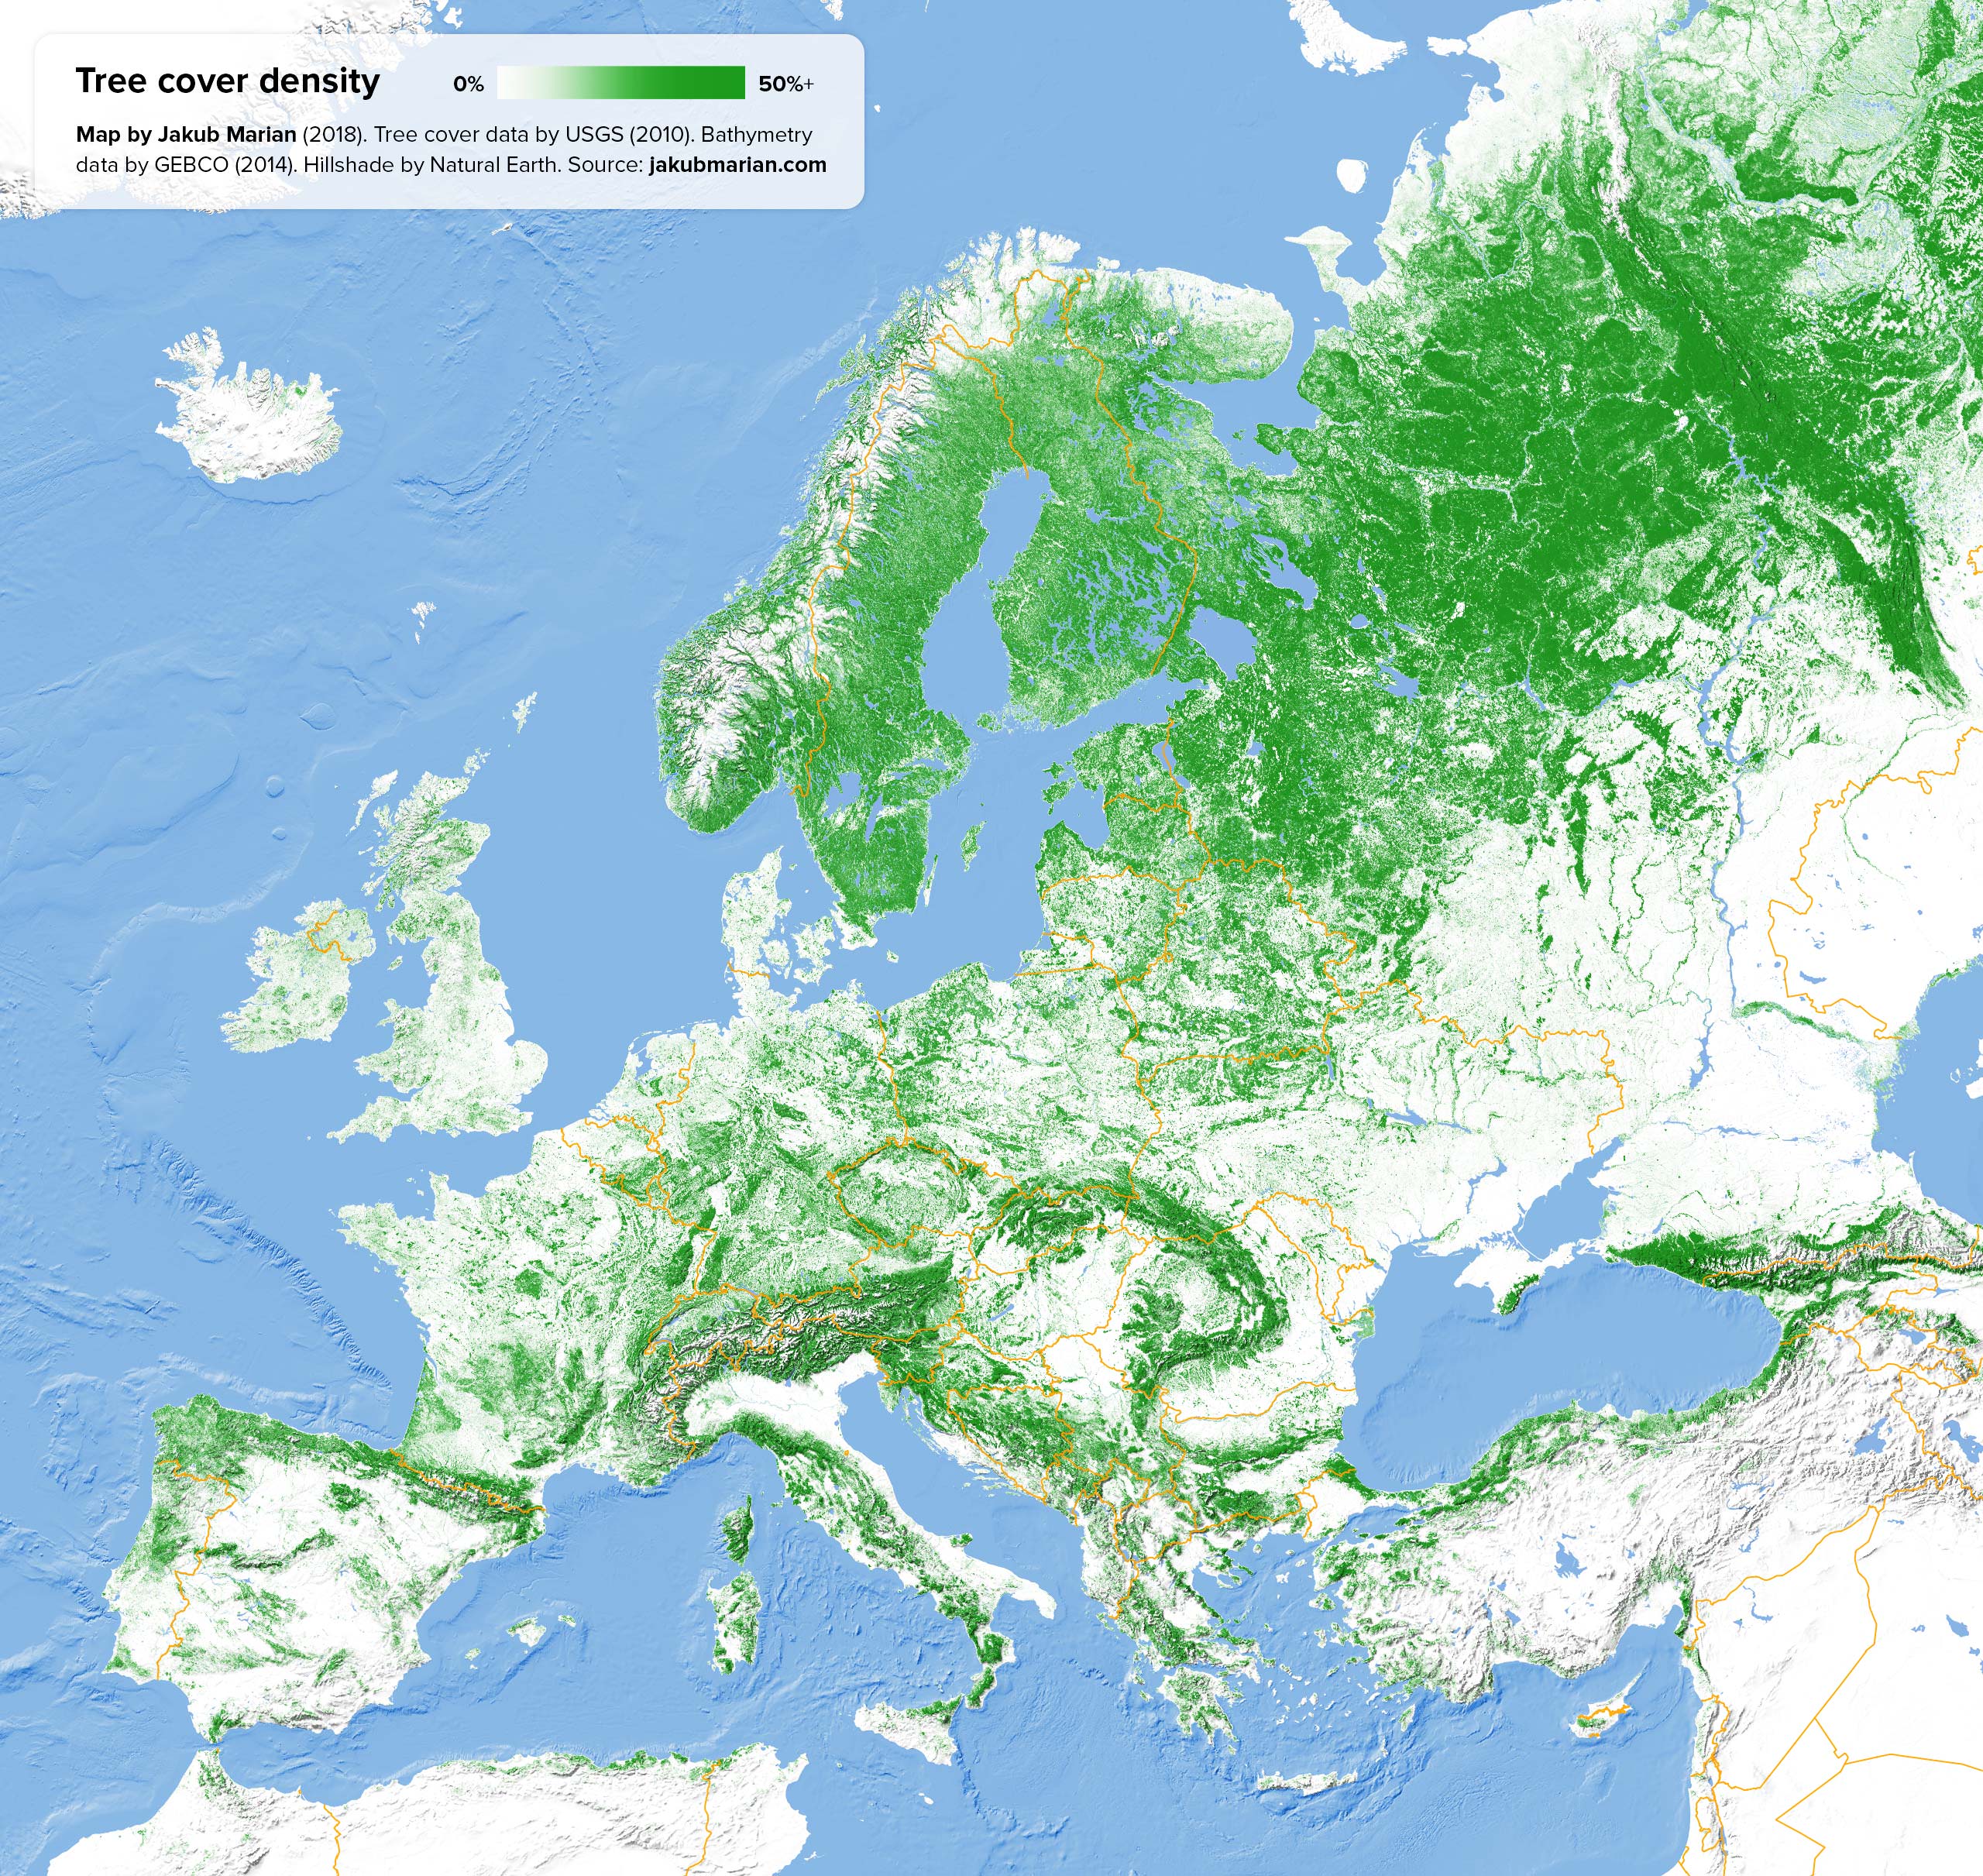 Tree cover density 0% 50%+
Map by Jakub Marian (2018). Tree cover data by USGS (2010). Bathymetry
data by GEBCO (2014). Hillshade by Natural Earth. Source: jakubmarian.com